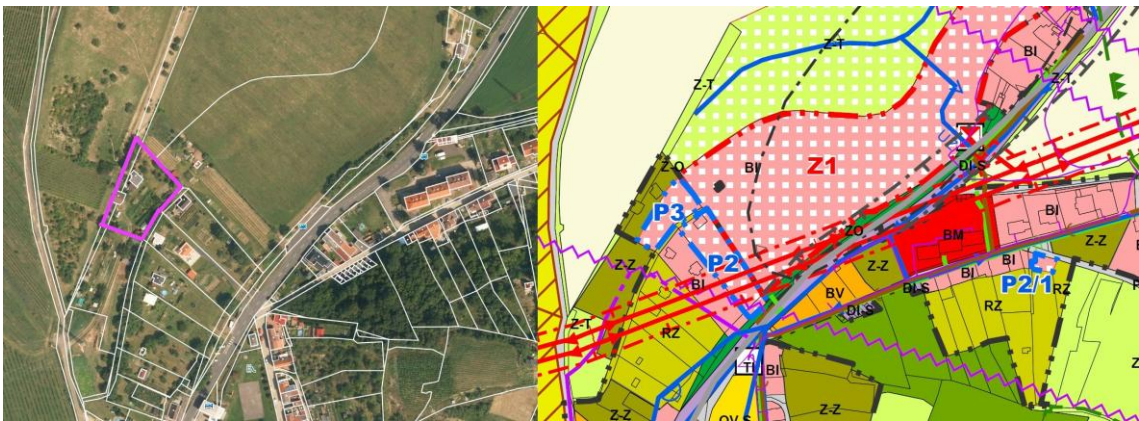 Z-T
BI
Z-T
Z-T
BI
Z1
DI-S
Z-O
P3
BI
ZO
BM
Z-Z
Z-Z
P2
BI
BV
Z-Z
DI-S
BI
BI
P2/1
RZ
RZ
DI-S
Z-T
RZ
TI
BI
Z-Z
Z-Z
OV-S